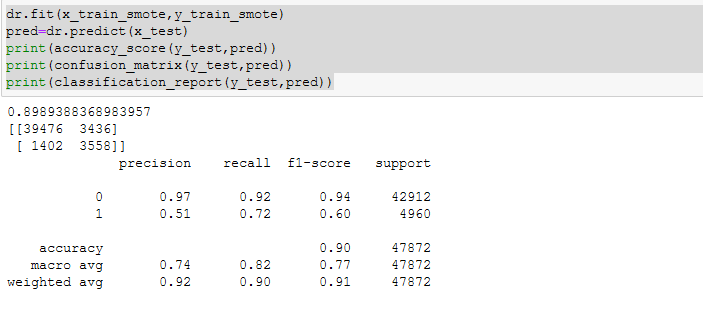 dr.fit(x_train_smote,y_train_smote)
pred=dr.predict(x_test)
print(accuracy_score(y_test,pred))
print(confusion_matrix(y_test,pred))
print(classification_report(y_test,pred))
0.8989388368983957
[[39476  3436]
 [ 1402  3558]]
              precision    recall  f1-score   support
           0       0.97      0.92      0.94     42912
           1       0.51      0.72      0.60      4960
    accuracy                           0.90     47872
   macro avg       0.74      0.82      0.77     47872
weighted avg       0.92      0.90      0.91     47872